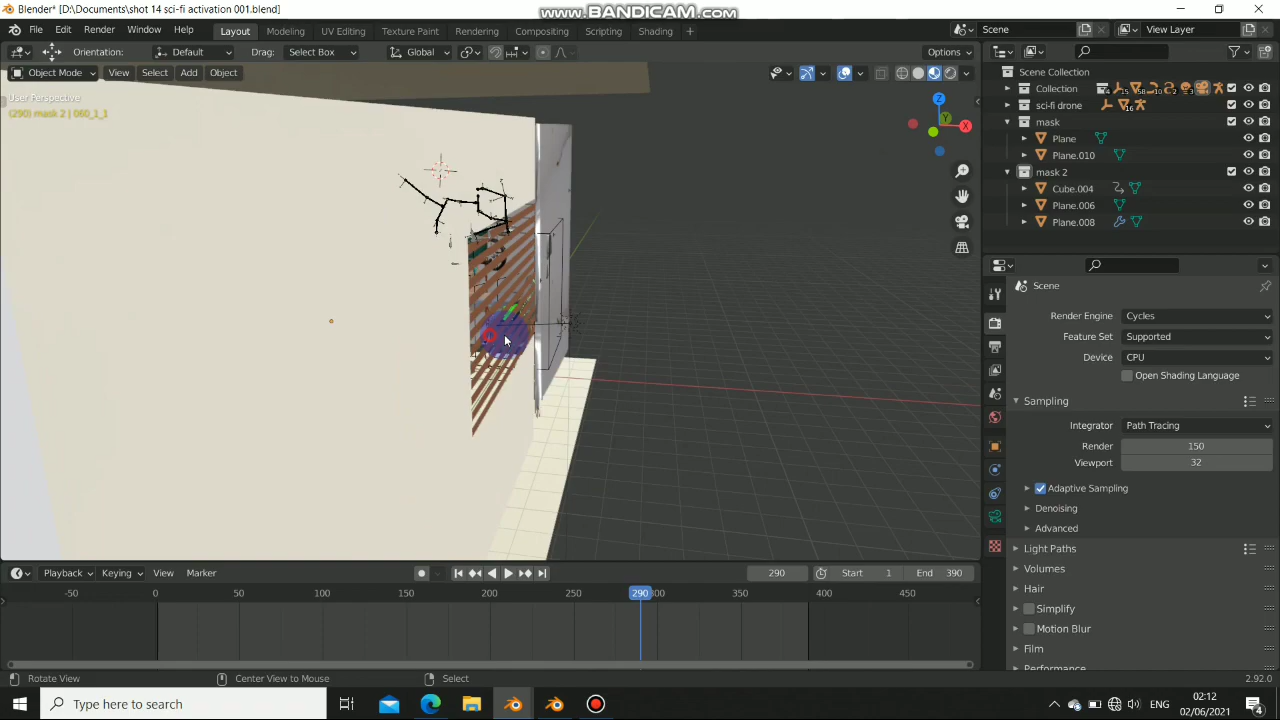 Blender* [D:\Documents\shot 14 sci-fi activation 001.blend]
www.BANDICAM.com
File Edit Render Window Help Layout Modeling UV Editing Texture Paint Rendering Compositing Scripting Shading + Scene View Layer
Orientation: Default Drag: Select Box Global Options
Object Mode View Select Add Object
User Perspective
(290) mask 2 | 060_1_1
Z
Y
X
Scene Collection
Collection
sci-fi drone
16
mask
Plane
Plane.010
mask 2
Cube.004
Plane.006
Plane.008
Scene
Render Engine Cycles
Feature Set Supported
Device CPU
Open Shading Language
Sampling
Integrator Path Tracing
Render 150
Viewport 32
Adaptive Sampling
Denoising
Advanced
Light Paths
Volumes
Hair
Simplify
Motion Blur
Film
Performance
Playback Keying View Marker 290 Start 1 End 390
-50 0 50 100 150 200 250 290 300 350 400 450
Rotate View Center View to Mouse Select 2.92.0
Type here to search
ENG
02:12
02/06/2021